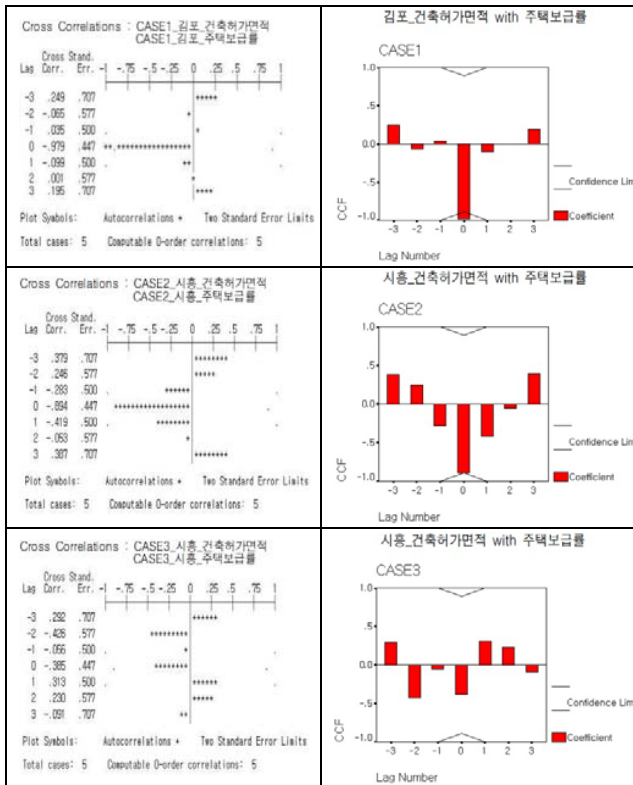 Cross Correlations : CASE1_김포_건축허가면적
CASE1_김포_주택보급률
Cross Stand.
Lag Corr. Err. -1 -.75 -.5 -.25 0 .25 .5 .75 1
-3 .249 .707 *****
-2 -.065 .577 *
-1 .035 .500 . * .
0 -.979 .447 **.****************
1 -.099 .500 . ** .
2 .001 .577 *
3 .195 .707 ****
Plot Symbols: Autocorrelations * Two Standard Error Limits .
Total cases: 5 Computable 0-order correlations: 5
김포_건축허가면적 with 주택보급률
CASE1
1.0
.5
0.0
-.5
-1.0
CCF
-3 -2 -1 0 1 2 3
Lag Number
Confidence Lim
Coefficient
Cross Correlations : CASE2_시흥_건축허가면적
CASE2_시흥_주택보급률
Cross Stand.
Lag Corr. Err. -1 -.75 -.5 -.25 0 .25 .5 .75 1
-3 .379 .707 ********
-2 .246 .577 *****
-1 -.283 .500 . ****** .
0 -.894 .447 ****************** .
1 -.419 .500 . ******** .
2 -.053 .577 *
3 .387 .707 ********
Plot Symbols: Autocorrelations * Two Standard Error Limits .
Total cases: 5 Computable 0-order correlations: 5
시흥_건축허가면적 with 주택보급률
CASE2
1.0
.5
0.0
-.5
-1.0
CCF
-3 -2 -1 0 1 2 3
Lag Number
Confidence Lim
Coefficient
Cross Correlations : CASE3_시흥_건축허가면적
CASE3_시흥_주택보급률
Cross Stand.
Lag Corr. Err. -1 -.75 -.5 -.25 0 .25 .5 .75 1
-3 .292 .707 ******
-2 -.426 .577 *********
-1 -.056 .500 . * .
0 -.385 .447 . ******** .
1 .313 .500 . ****** .
2 .230 .577 *****
3 -.091 .707 **
Plot Symbols: Autocorrelations * Two Standard Error Limits .
Total cases: 5 Computable 0-order correlations: 5
시흥_건축허가면적 with 주택보급률
CASE3
1.0
.5
0.0
-.5
-1.0
CCF
-3 -2 -1 0 1 2 3
Lag Number
Confidence Lim
Coefficient